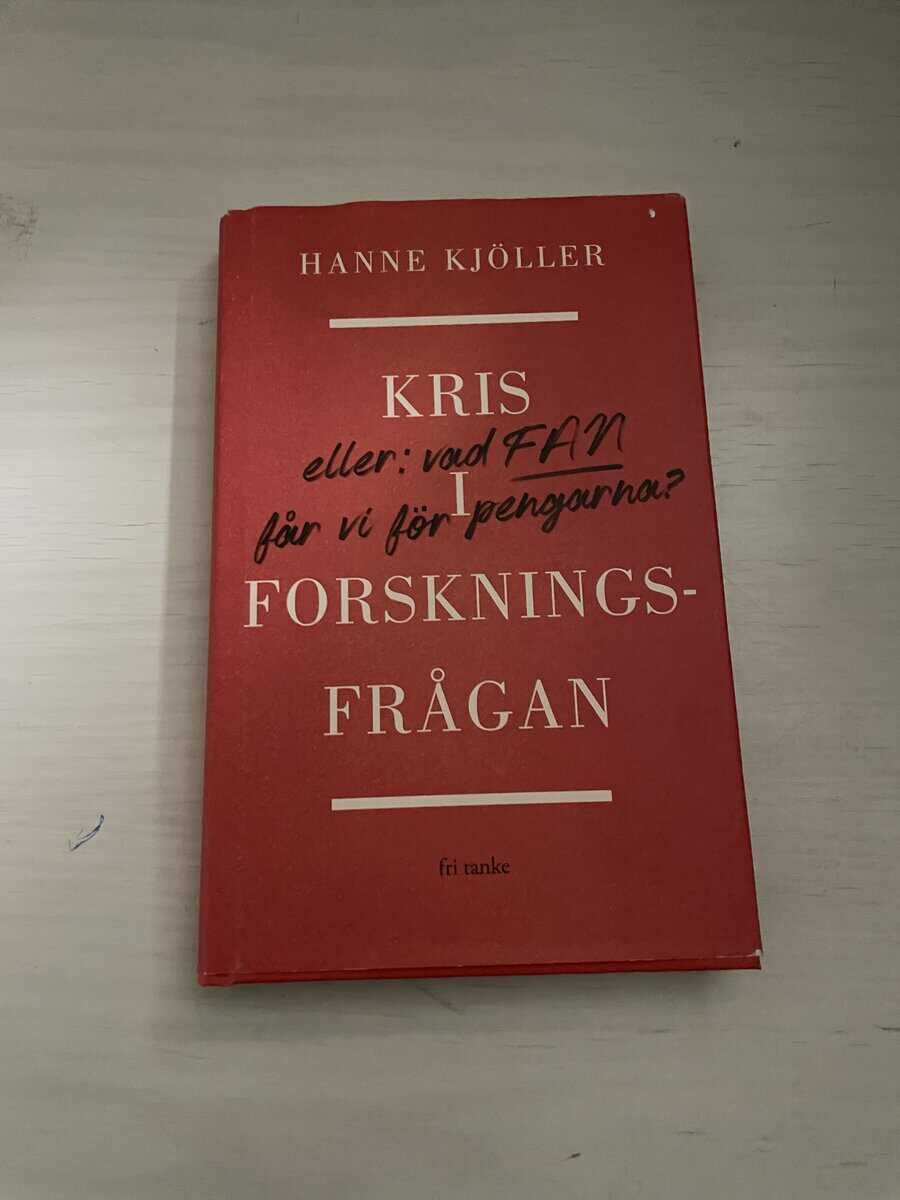 HANNE KJÖLLER
KRIS
eller: vad FAN
I
får vi för pengarna?
FORSKNINGS-
FRÅGAN
fri tanke